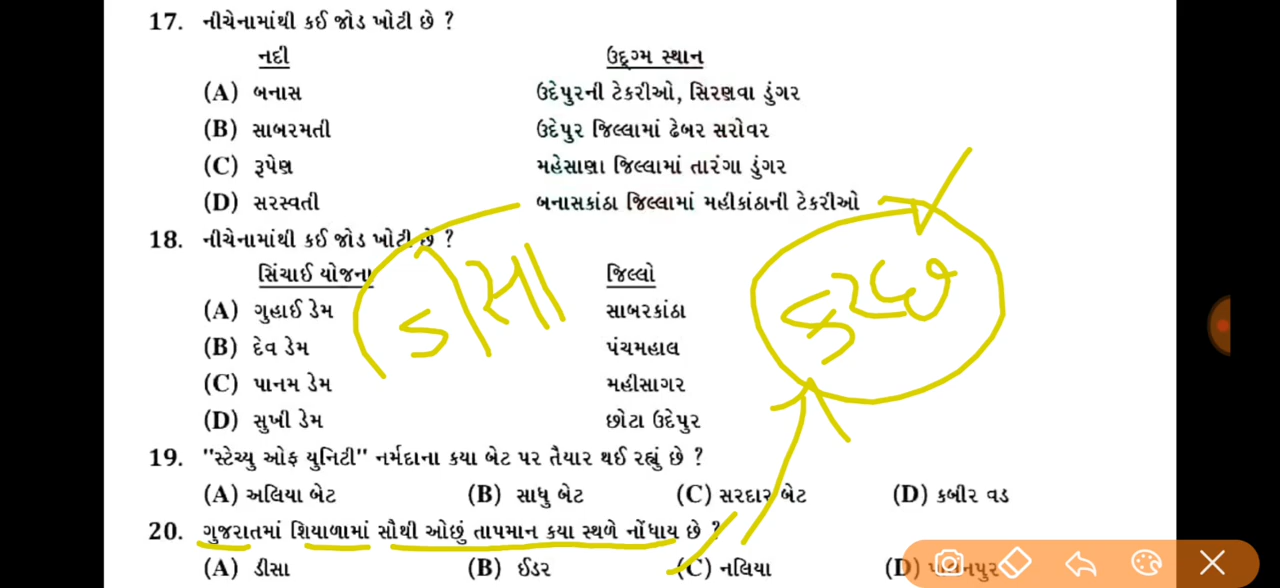 17. નીચેનામાંથી કઈ જોડ ખોટી છે ?
નદી ઉદ્દગમ સ્થાન
(A) બનાસ ઉદેપુરની ટેકરીઓ, સિરણવા ડુંગર
(B) સાબરમતી ઉદેપુર જિલ્લામાં ઢેબર સરોવર
(C) રૂપેણ મહેસાણા જિલ્લામાં તારંગા ડુંગર
(D) સરસ્વતી બનાસકાંઠા જિલ્લામાં મહીકાંઠાની ટેકરીઓ
18. નીચેનામાંથી કઈ જોડ ખોટી છે ?
સિંચાઈ યોજના જિલ્લો
(A) ગુહાઈ ડેમ સાબરકાંઠા
(B) દેવ ડેમ પંચમહાલ
(C) પાનમ ડેમ મહીસાગર
(D) સુખી ડેમ છોટા ઉદેપુર
ડીસા
કચ્છ
19. "સ્ટેચ્યુ ઓફ યુનિટી" નર્મદાના કયા બેટ પર તૈયાર થઈ રહ્યું છે ?
(A) અલિયા બેટ (B) સાધુ બેટ (C) સરદાર બેટ (D) કબીર વડ
20. ગુજરાતમાં શિયાળામાં સૌથી ઓછું તાપમાન કયા સ્થળે નોંધાય છે ?
(A) ડીસા (B) ઈડર (C) નલિયા (D)